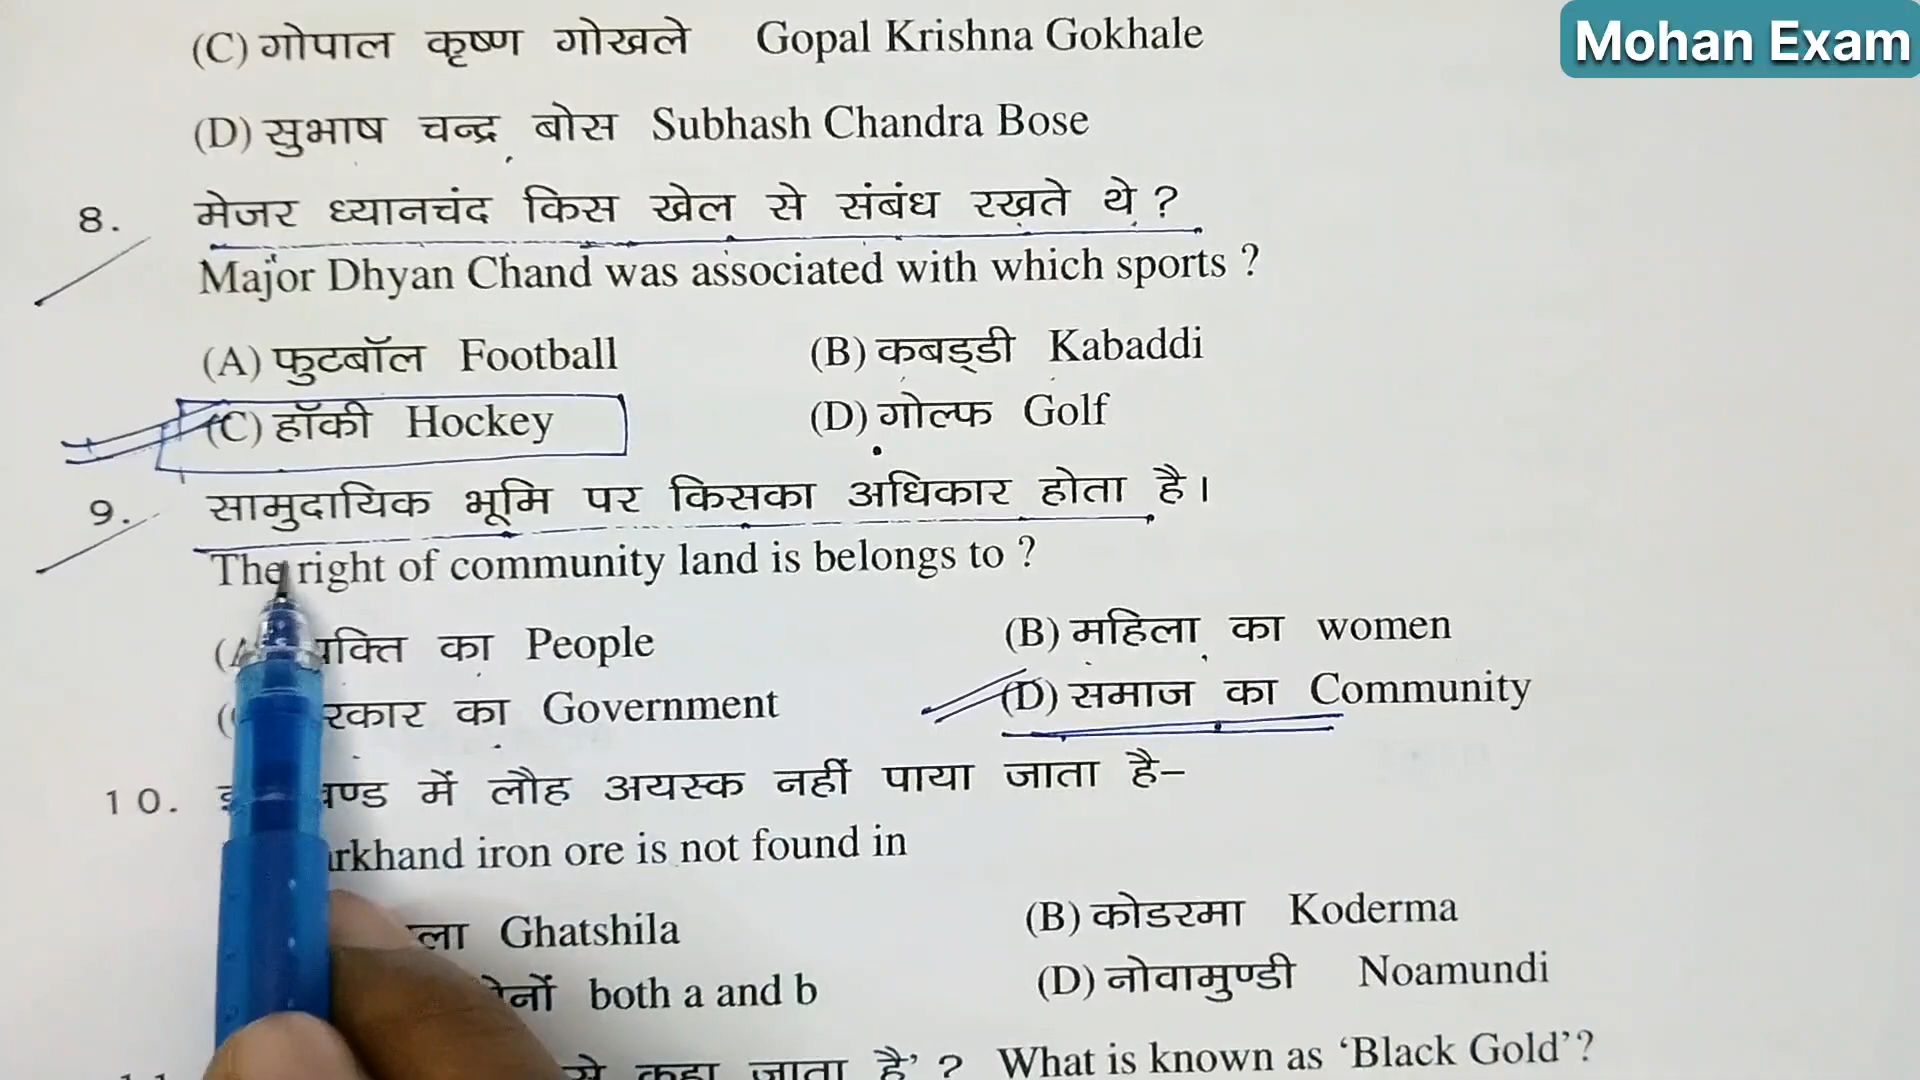 Mohan Exam
(C) गोपाल कृष्ण गोखले Gopal Krishna Gokhale
(D) सुभाष चन्द्र बोस Subhash Chandra Bose
8. मेजर ध्यानचंद किस खेल से संबंध रखते थे ?
Major Dhyan Chand was associated with which sports ?
(A) फुटबॉल Football (B) कबड्डी Kabaddi
(C) हॉकी Hockey (D) गोल्फ Golf
9. सामुदायिक भूमि पर किसका अधिकार होता है।
The right of community land is belongs to ?
का People (B) महिला का women
का Government (D) समाज का Community
10. में लौह अयस्क नहीं पाया जाता है–
iron ore is not found in
Ghatshila (B) कोडरमा Koderma
both a and b (D) नोवामुण्डी Noamundi
से कहा जाता है' ? What is known as ‘Black Gold’?